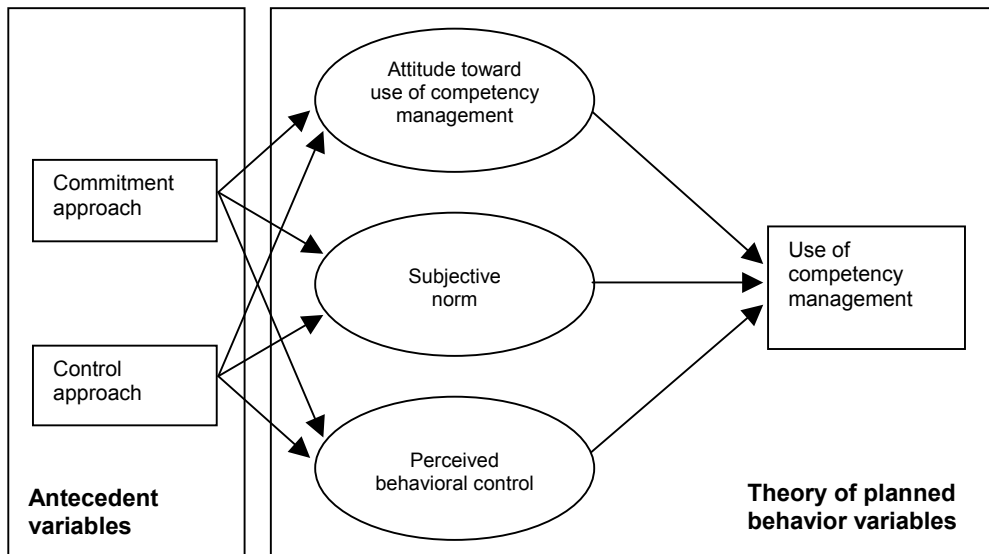 Attitude toward
use of competency
management
Commitment
approach
Subjective
norm
Use of
competency
management
Control
approach
Perceived
behavioral control
Antecedent
variables
Theory of planned
behavior variables